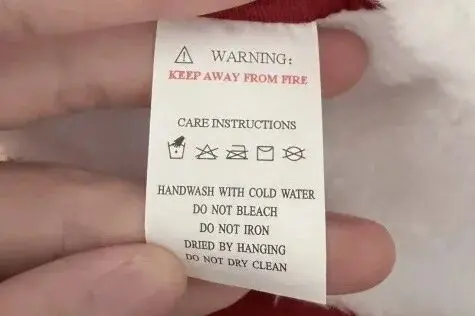 WARNING:
KEEP AWAY FROM FIRE
CARE INSTRUCTIONS
HANDWASH WITH COLD WATER
DO NOT BLEACH
DO NOT IRON
DRIED BY HANGING
DO NOT DRY CLEAN